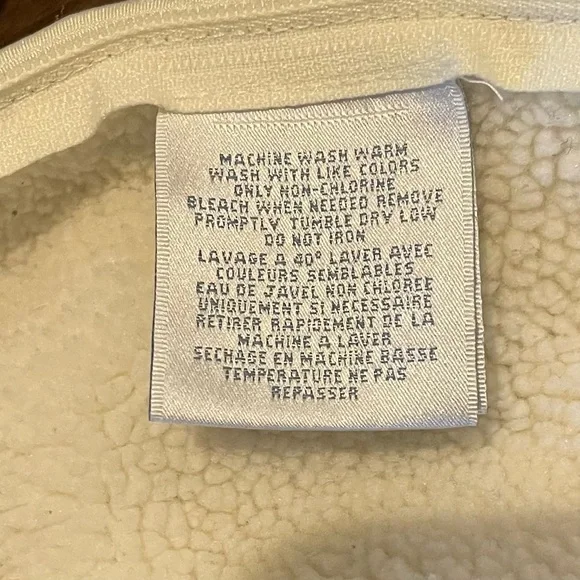 MACHINE WASH WARM
WASH WITH LIKE COLORS
ONLY NON-CHLORINE
BLEACH WHEN NEEDED REMOVE
PROMPTLY TUMBLE DRY LOW
DO NOT IRON
LAVAGE A 40° LAVER AVEC
COULEURS SEMBLABLES
EAU DE JAVEL NON CHLOREE
UNIQUEMENT SI NECESSAIRE
RETIRER RAPIDEMENT DE LA
MACHINE A LAVER
SECHAGE EN MACHINE BASSE
TEMPERATURE NE PAS
REPASSER